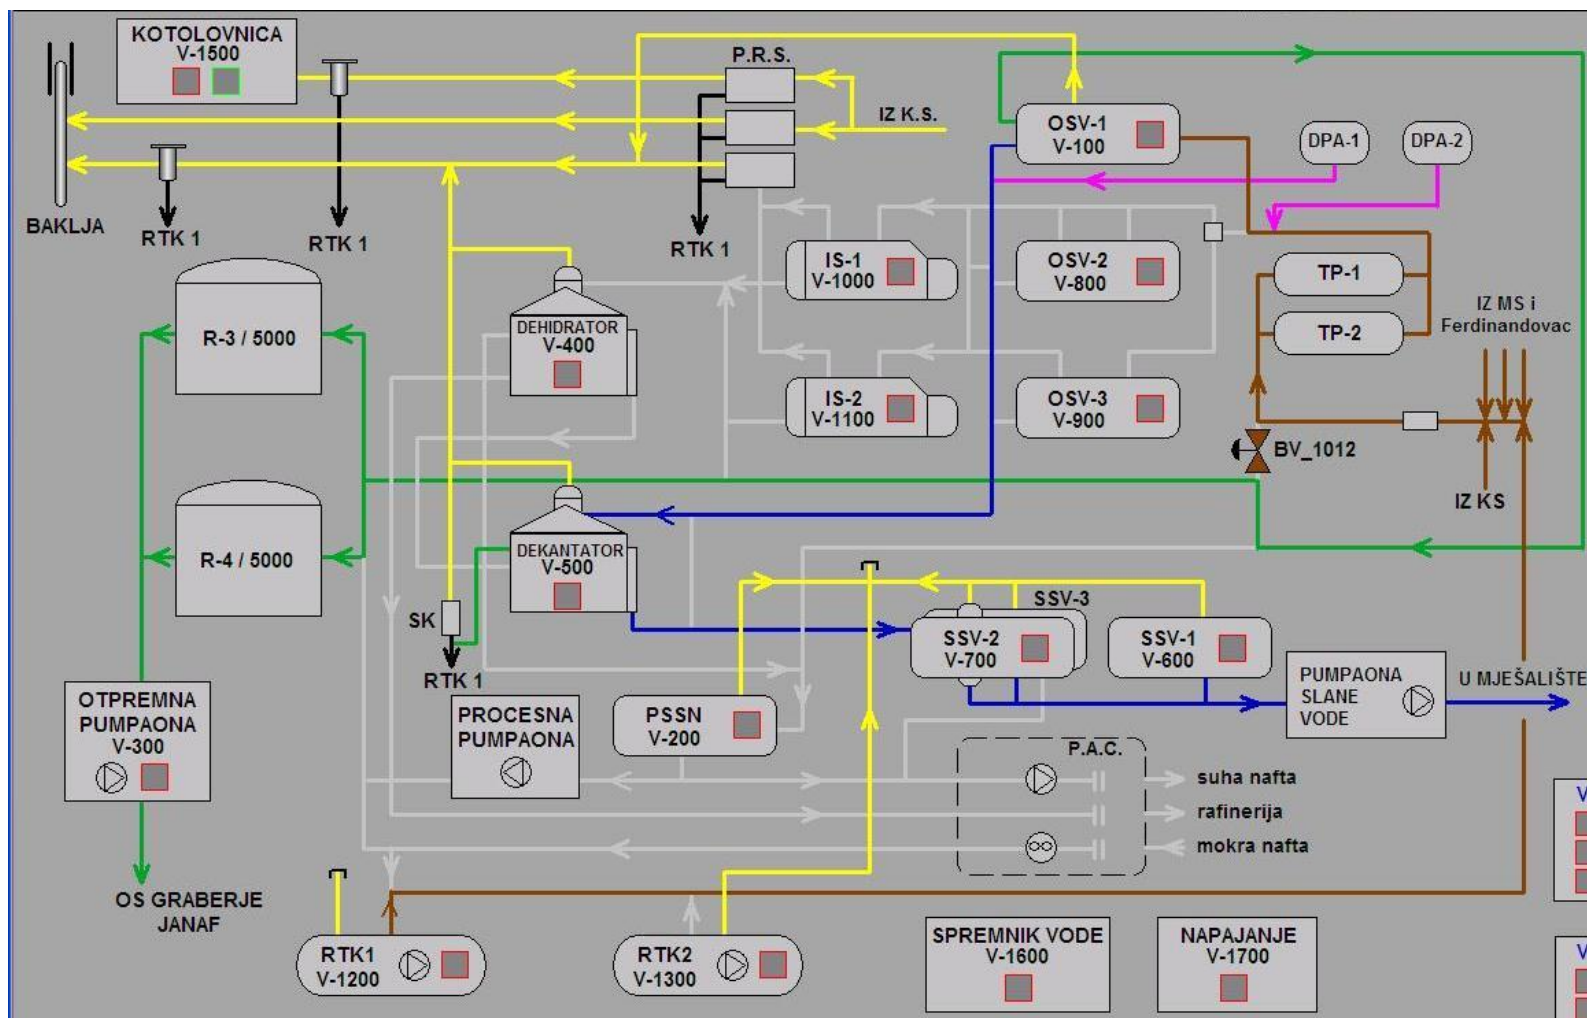 KOTOLOVNICA
V-1500
P.R.S.
IZ K.S.
OSV-1
V-100
DPA-1
DPA-2
BAKLJA
RTK 1
RTK 1
RTK 1
IS-1
V-1000
OSV-2
V-800
TP-1
IZ MS i
Ferdinandovac
TP-2
R-3 / 5000
DEHIDRATOR
V-400
IS-2
V-1100
OSV-3
V-900
BV_1012
IZ KS
R-4 / 5000
DEKANTATOR
V-500
SK
RTK 1
SSV-3
SSV-2
V-700
SSV-1
V-600
PUMPAONA
SLANE
VODE
U MJEŠALIŠTE
OTPREMNA
PUMPAONA
V-300
PROCESNA
PUMPAONA
PSSN
V-200
P.A.C.
suha nafta
rafinerija
mokra nafta
V
OS GRABERJE
JANAF
RTK1
V-1200
RTK2
V-1300
SPREMNIK VODE
V-1600
NAPAJANJE
V-1700
V